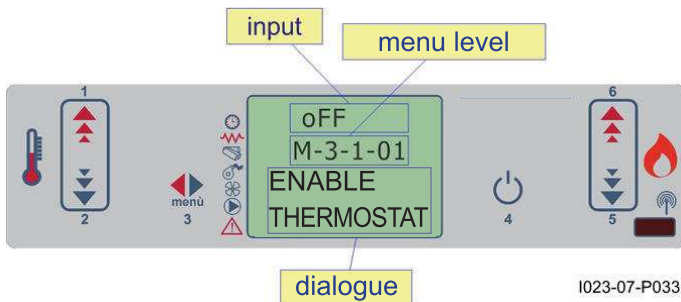 input
menu level
1
6
oFF
M-3-1-01
ENABLE
THERMOSTAT
menù
2
3
4
5
dialogue
I023-07-P033